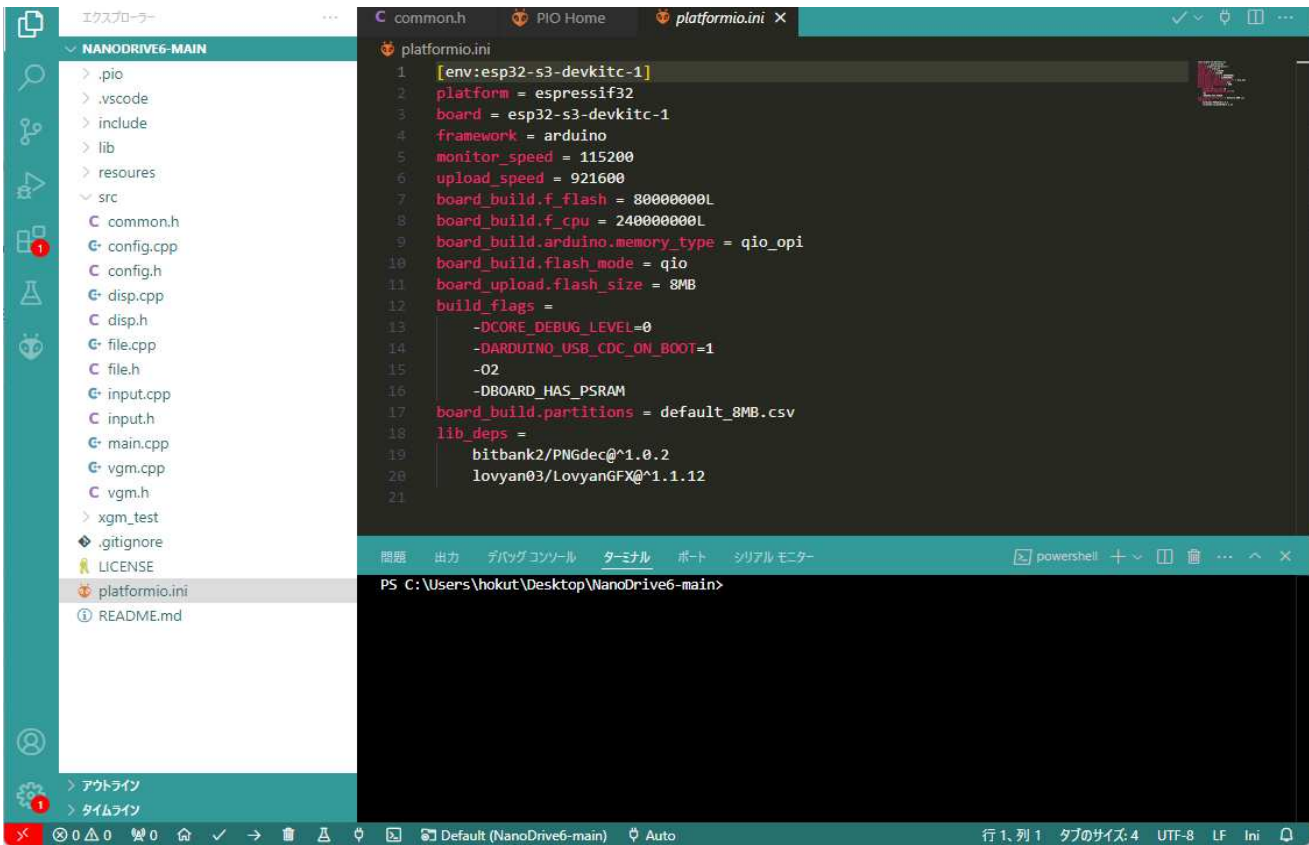 エクスプローラー
NANODRIVE6-MAIN
.pio
.vscode
include
lib
resoures
src
C common.h
G+ config.cpp
C config.h
G+ disp.cpp
C disp.h
G+ file.cpp
C file.h
G+ input.cpp
C input.h
G+ main.cpp
G+ vgm.cpp
C vgm.h
xgm_test
.gitignore
LICENSE
platformio.ini
README.md
アウトライン
タイムライン
C common.h PIO Home platformio.ini
platformio.ini
1 [env:esp32-s3-devkitc-1]
2 platform = espressif32
3 board = esp32-s3-devkitc-1
4 framework = arduino
5 monitor_speed = 115200
6 upload_speed = 921600
7 board_build.f_flash = 80000000L
8 board_build.f_cpu = 240000000L
9 board_build.arduino.memory_type = qio_opi
10 board_build.flash_mode = qio
11 board_upload.flash_size = 8MB
12 build_flags =
13 -DCORE_DEBUG_LEVEL=0
14 -DARDUINO_USB_CDC_ON_BOOT=1
15 -O2
16 -DBOARD_HAS_PSRAM
17 board_build.partitions = default_8MB.csv
18 lib_deps =
19 bitbank2/PNGdec@^1.0.2
20 lovyan03/LovyanGFX@^1.1.12
21
問題 出力 デバッグ コンソール ターミナル ポート シリアル モニター powershell
PS C:\Users\hokut\Desktop\NanoDrive6-main>
1
1
0 0 0 Default (NanoDrive6-main) Auto 行 1、列 1 タブのサイズ: 4 UTF-8 LF Ini